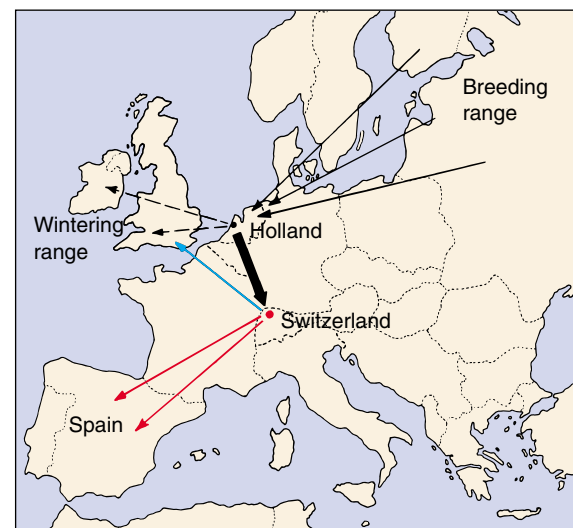 Breeding
range
Wintering
range
Holland
Switzerland
Spain